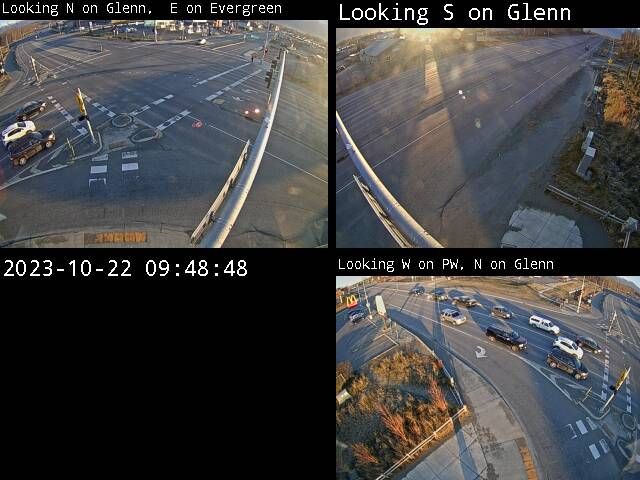 Looking N on Glenn,  E on Evergreen
Looking S on Glenn
2023-10-22 09:48:48
Looking W on PW, N on Glenn